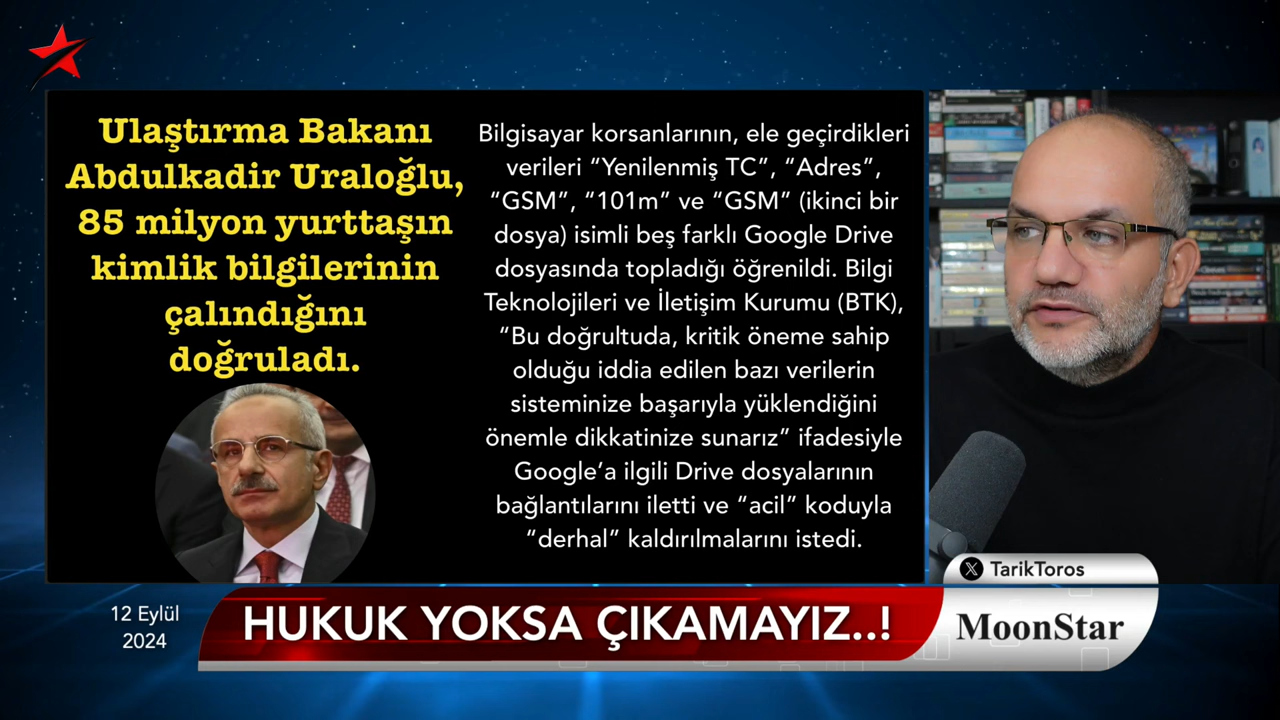 Ulaştırma Bakanı
Abdulkadir Uraloğlu,
85 milyon yurttaşın
kimlik bilgilerinin
çalındığını
doğruladı.
Bilgisayar korsanlarının, ele geçirdikleri
verileri “Yenilenmiş TC”, “Adres”,
“GSM”, “101m” ve “GSM” (ikinci bir
dosya) isimli beş farklı Google Drive
dosyasında topladığı öğrenildi. Bilgi
Teknolojileri ve İletişim Kurumu (BTK),
“Bu doğrultuda, kritik öneme sahip
olduğu iddia edilen bazı verilerin
sisteminize başarıyla yüklendiğini
önemle dikkatinize sunarız” ifadesiyle
Google’a ilgili Drive dosyalarının
bağlantılarını iletti ve “acil” koduyla
“derhal” kaldırılmalarını istedi.
X TarikToros
12 Eylül
2024
HUKUK YOKSA ÇIKAMAYIZ..!
MoonStar